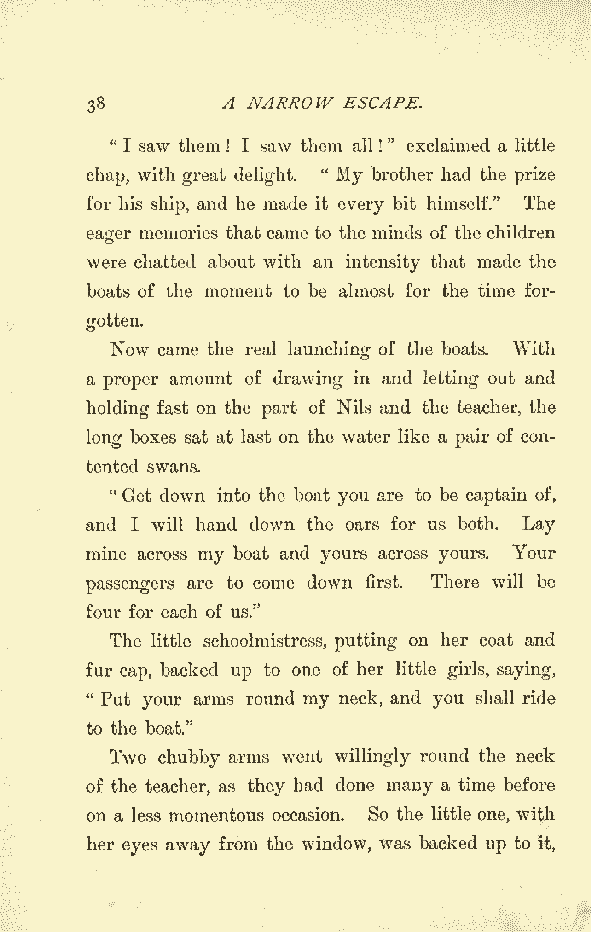 38 A NARROW ESCAPE.
“I saw them! I saw them all!” exclaimed a little
chap, with great delight. “My brother had the prize
for his ship, and he made it every bit himself.” The
eager memories that came to the minds of the children
were chatted about with an intensity that made the
boats of the moment to be almost for the time for-
gotten.
Now came the real launching of the boats. With
a proper amount of drawing in and letting out and
holding fast on the part of Nils and the teacher, the
long boxes sat at last on the water like a pair of con-
tented swans.
“Get down into the boat you are to be captain of,
and I will hand down the oars for us both. Lay
mine across my boat and yours across yours. Your
passengers are to come down first. There will be
four for each of us.”
The little schoolmistress, putting on her coat and
fur cap, backed up to one of her little girls, saying,
“Put your arms round my neck, and you shall ride
to the boat.”
Two chubby arms went willingly round the neck
of the teacher, as they had done many a time before
on a less momentous occasion. So the little one, with
her eyes away from the window, was backed up to it,